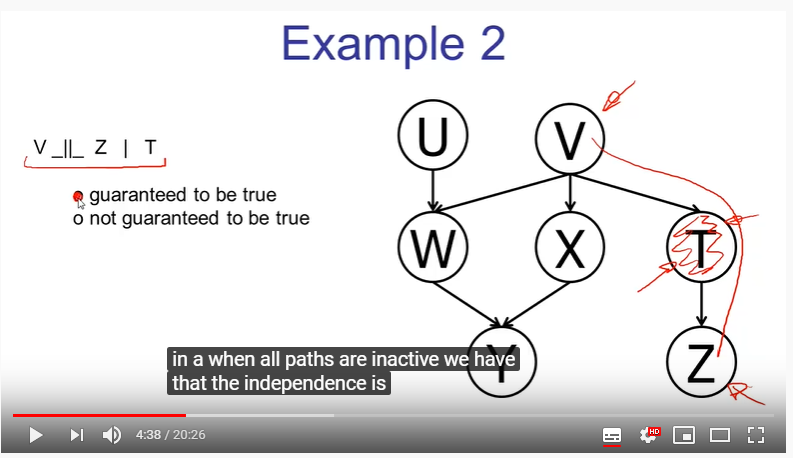 Example 2
V _||_ Z | T
guaranteed to be true
o not guaranteed to be true
U
V
W
X
T
Y
Z
in a when all paths are inactive we have
that the independence is
4:38 / 20:26
HD